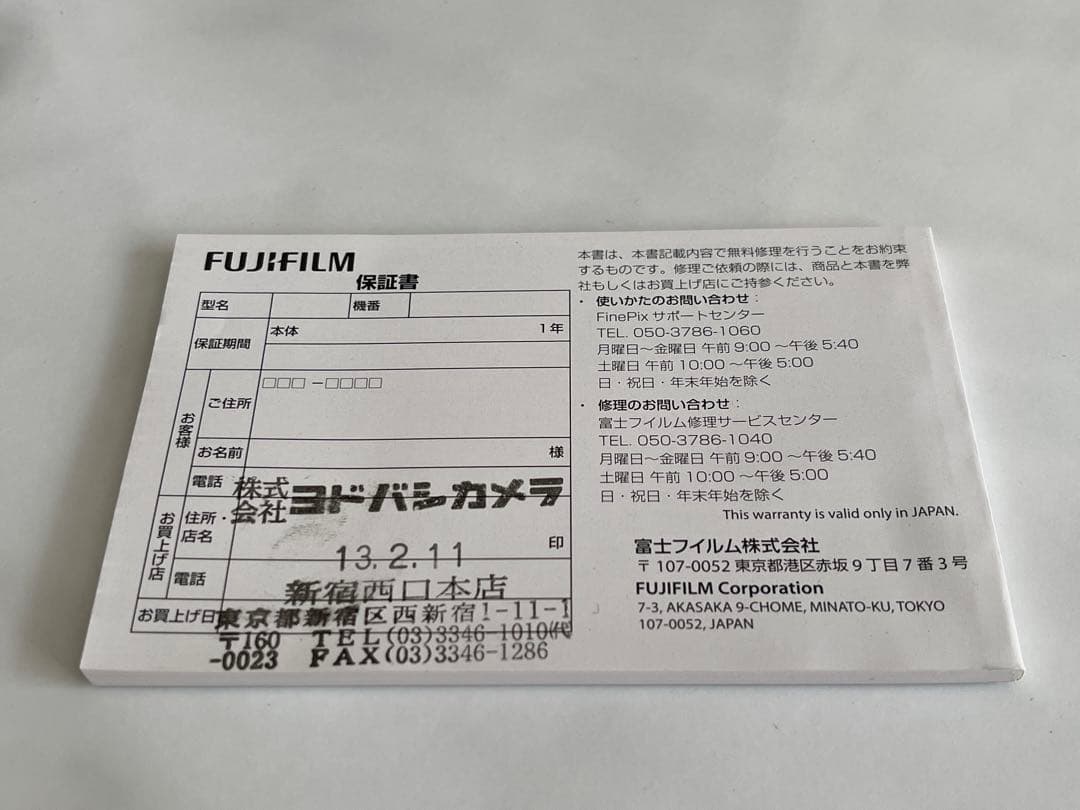 FUJIFILM
保証書
型名 機番
保証期間 本体 1年
お客様
ご住所 □□□-□□□□
お名前 様
電話
お買上げ店
住所・店名 印
電話
お買上げ日
株式会社 ヨドバシカメラ
13.2.11
新宿西口本店
東京都新宿区西新宿1-11-1
〒160-0023
TEL(03)3346-1010(代
FAX(03)3346-1286
本書は、本書記載内容で無料修理を行うことをお約束
するものです。修理ご依頼の際には、商品と本書を弊
社もしくはお買上げ店にご持参ください。
・ 使いかたのお問い合わせ：
FinePix サポートセンター
TEL. 050-3786-1060
月曜日～金曜日 午前 9:00 ～午後 5:40
土曜日 午前 10:00 ～午後 5:00
日・祝日・年末年始を除く
・ 修理のお問い合わせ：
富士フイルム修理サービスセンター
TEL. 050-3786-1040
月曜日～金曜日 午前 9:00 ～午後 5:40
土曜日 午前 10:00 ～午後 5:00
日・祝日・年末年始を除く
This warranty is valid only in JAPAN.
富士フイルム株式会社
〒 107-0052 東京都港区赤坂 9 丁目 7 番 3 号
FUJIFILM Corporation
7-3, AKASAKA 9-CHOME, MINATO-KU, TOKYO
107-0052, JAPAN